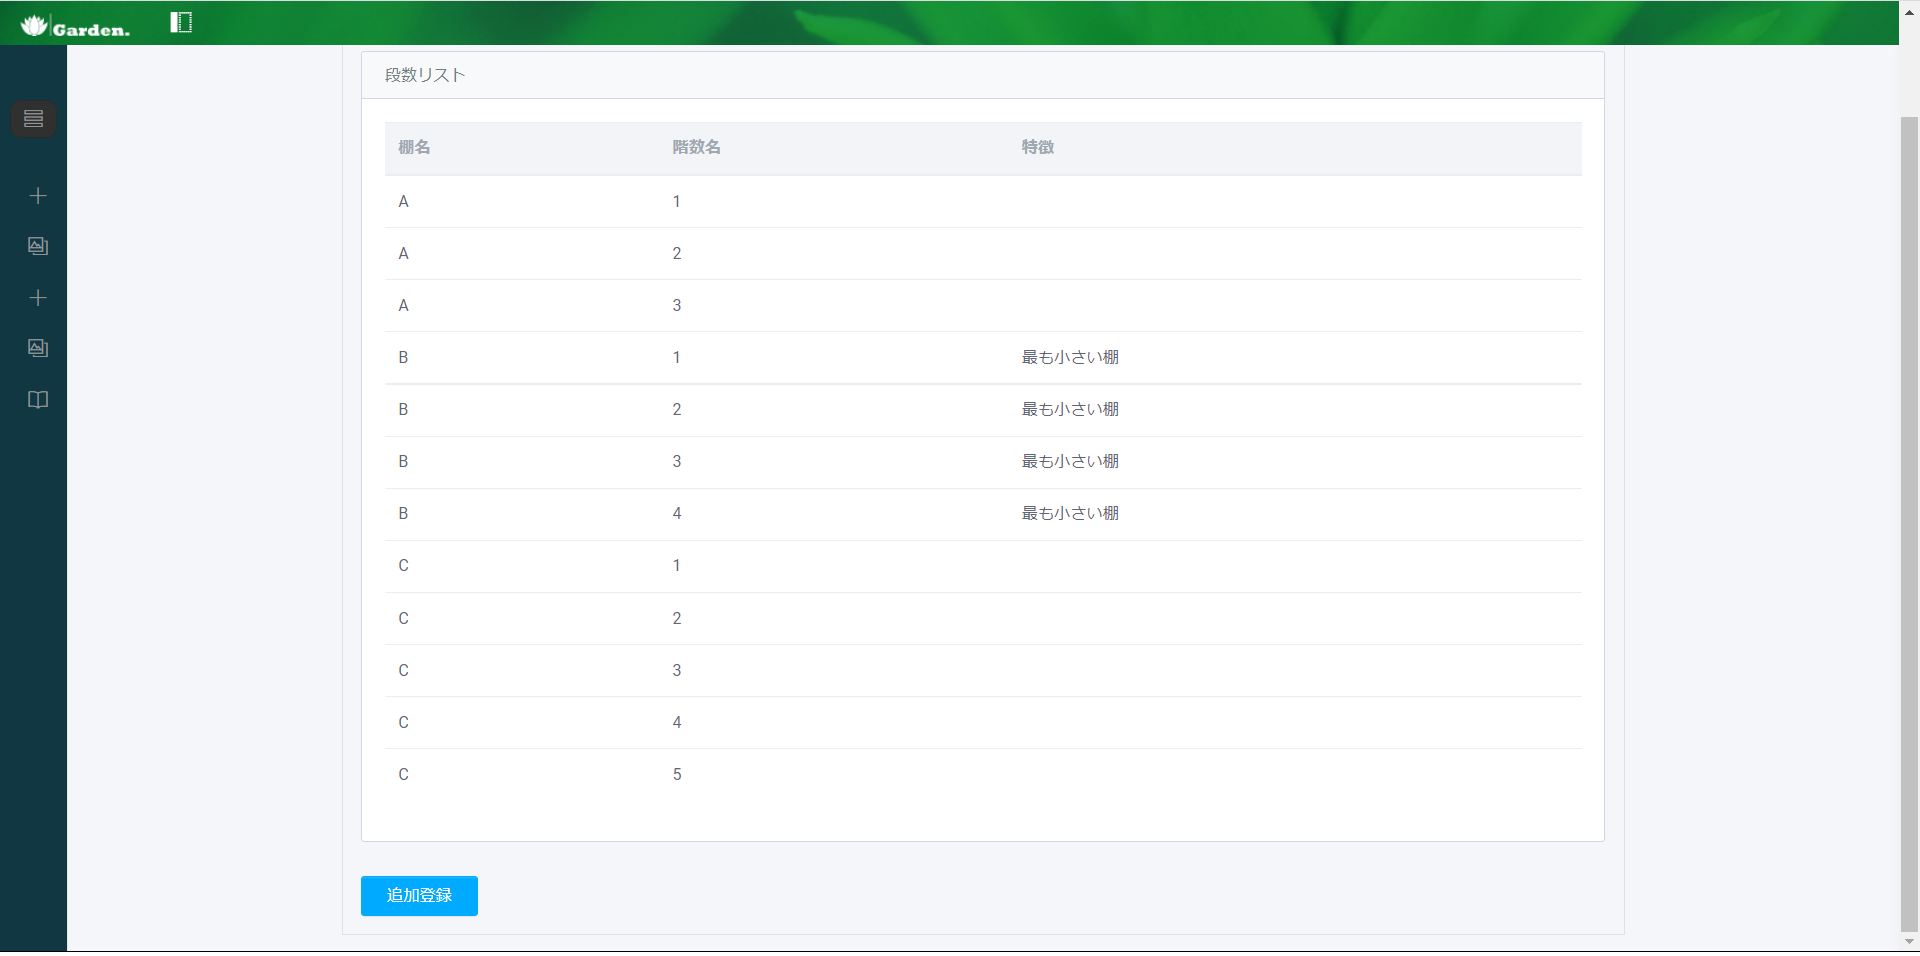 Garden.
段数リスト
棚名 階数名 特徴
A 1
A 2
A 3
B 1 最も小さい棚
B 2 最も小さい棚
B 3 最も小さい棚
B 4 最も小さい棚
C 1
C 2
C 3
C 4
C 5
追加登録